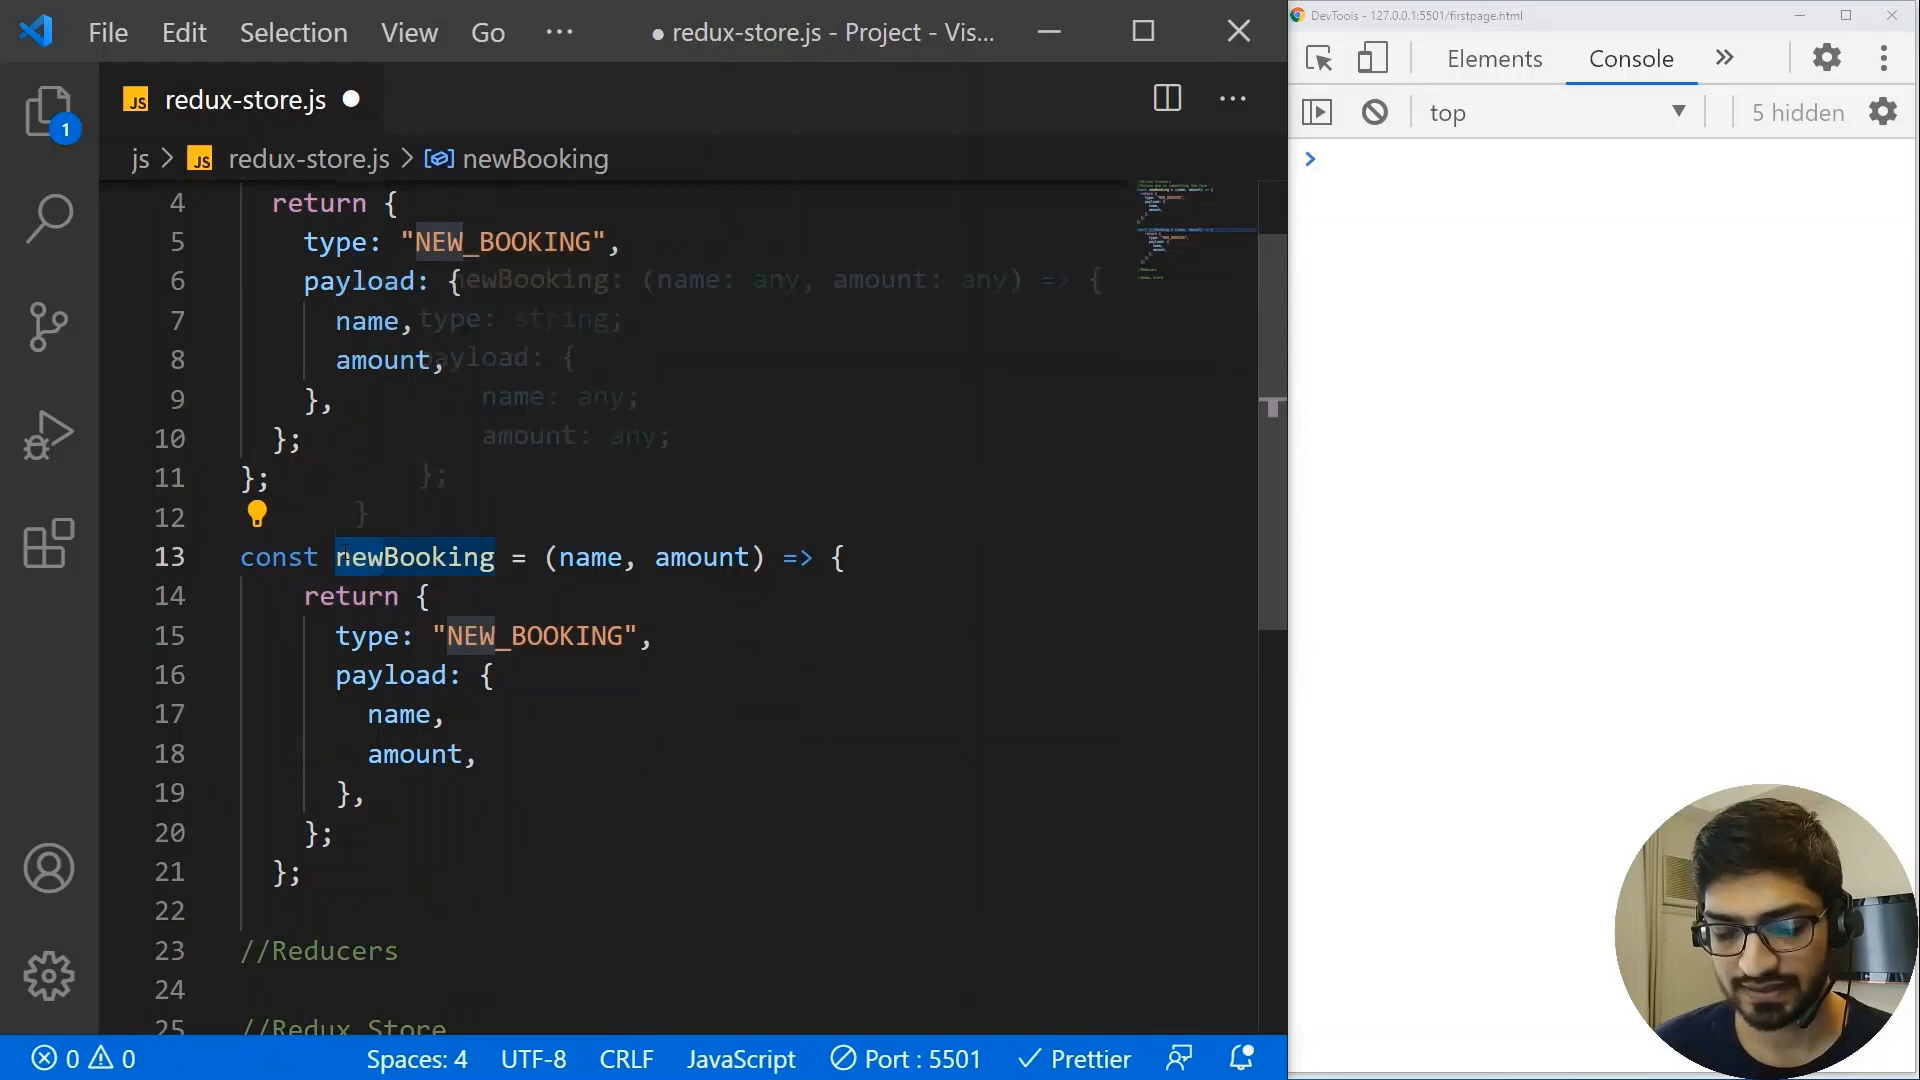 File Edit Selection View Go ··· ● redux-store.js - Project - Vis...
JS redux-store.js ●
js > JS redux-store.js > newBooking
4 return {
5 type: "NEW_BOOKING",
6 payload: {
newBooking: (name: any, amount: any) => {
7 name,
type: string;
8 amount,
payload: {
9 },
name: any;
10 };
amount: any;
11 };
};
12
}
13 const newBooking = (name, amount) => {
14 return {
15 type: "NEW_BOOKING",
16 payload: {
17 name,
18 amount,
19 },
20 };
21 };
22
23 //Reducers
24
25 //Redux Store
1
0 0 Spaces: 4 UTF-8 CRLF JavaScript Port : 5501 Prettier
DevTools - 127.0.0.1:5501/firstpage.html
Elements Console »
top ▼ 5 hidden
>